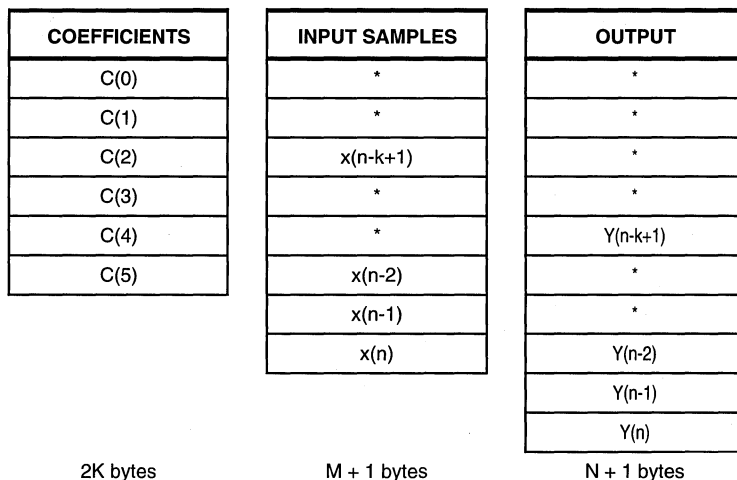 COEFFICIENTS
C(0)
C(1)
C(2)
C(3)
C(4)
C(5)
2K bytes
INPUT SAMPLES
*
*
x(n-k+1)
*
*
x(n-2)
x(n-1)
x(n)
M + 1 bytes
OUTPUT
*
*
*
*
Y(n-k+1)
*
*
Y(n-2)
Y(n-1)
Y(n)
N + 1 bytes